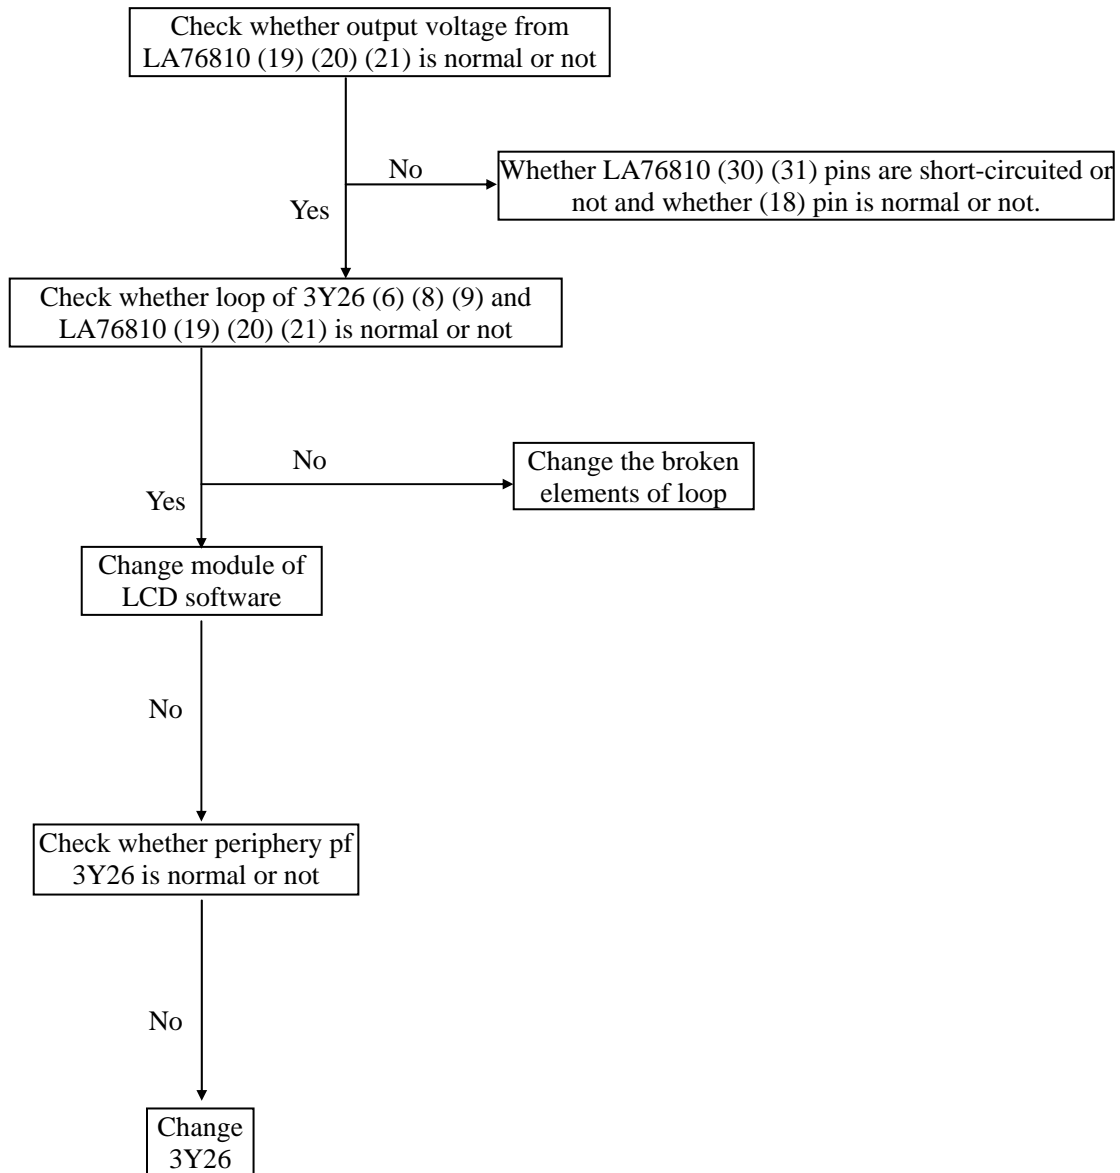 Check whether output voltage from
LA76810 (19) (20) (21) is normal or not
No
Whether LA76810 (30) (31) pins are short-circuited or
not and whether (18) pin is normal or not.
Yes
Check whether loop of 3Y26 (6) (8) (9) and
LA76810 (19) (20) (21) is normal or not
No
Change the broken
elements of loop
Yes
Change module of
LCD software
No
Check whether periphery pf
3Y26 is normal or not
No
Change
3Y26